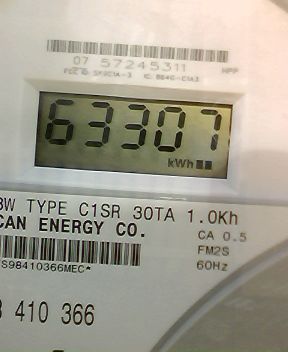 07 57245311
HPP
63307
kWh
3W TYPE C1SR 30TA 1.0Kh
CAN ENERGY CO.
CA 0.5
FM2S
60Hz
S98410366MEC*
410 366